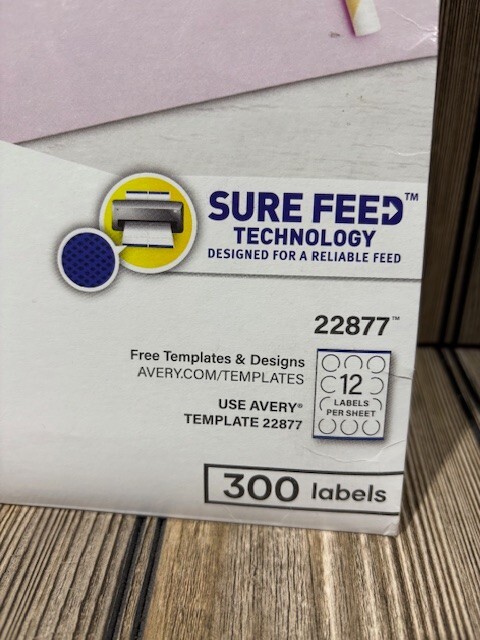 SURE FEED™
TECHNOLOGY
DESIGNED FOR A RELIABLE FEED
22877™
Free Templates & Designs
AVERY.COM/TEMPLATES
USE AVERY®
TEMPLATE 22877
12
LABELS
PER SHEET
300 labels